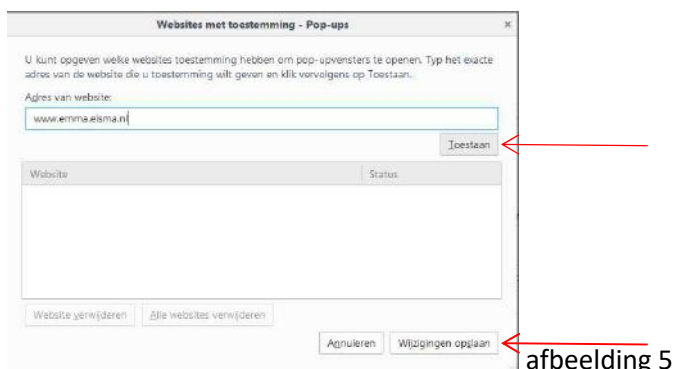 Websites met toestemming - Pop-ups
×
U kunt opgeven welke websites toestemming hebben om pop-upvensters te openen. Typ het exacte
adres van de website die u toestemming wilt geven en klik vervolgens op Toestaan.
Adres van website:
www.emma.eisma.nl
Toestaan
Website Status
Website verwijderen Alle websites verwijderen
Annuleren Wijzigingen opslaan
afbeelding 5